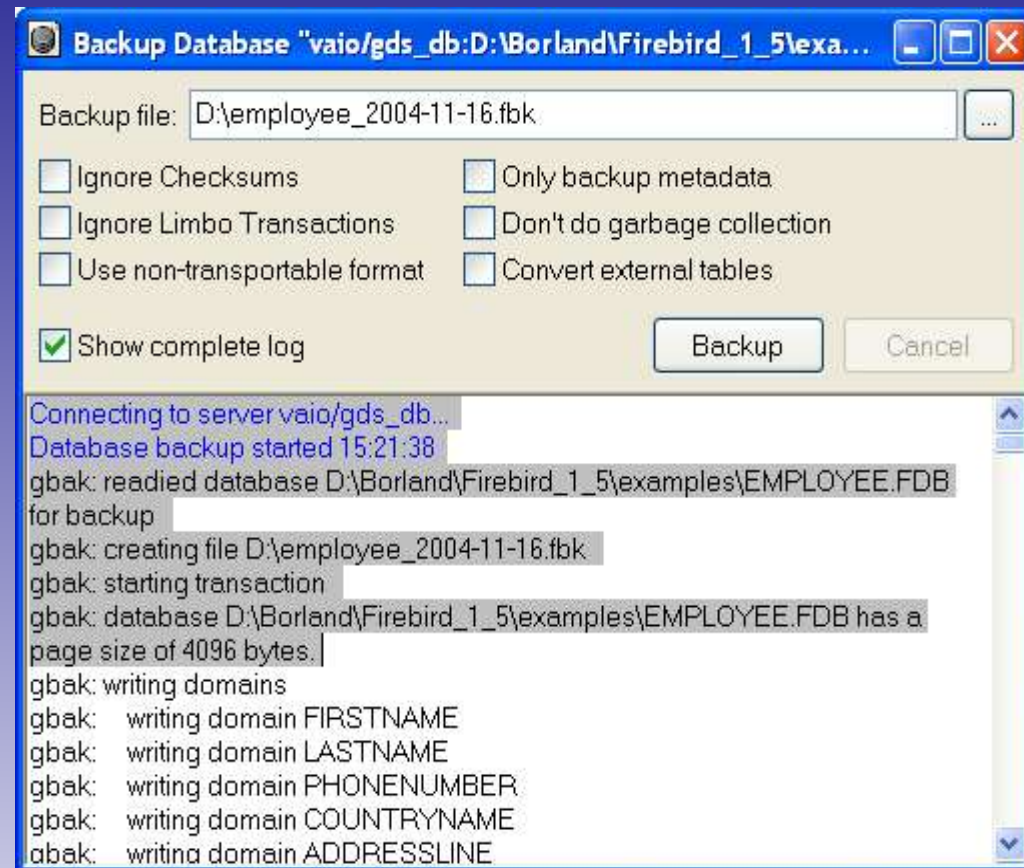 Backup Database "vaio/gds_db:D:\Borland\Firebird_1_5\exa...
Backup file: D:\employee_2004-11-16.fbk ...
Ignore Checksums Only backup metadata
Ignore Limbo Transactions Don't do garbage collection
Use non-transportable format Convert external tables
Show complete log Backup Cancel
Connecting to server vaio/gds_db...
Database backup started 15:21:38
gbak: readied database D:\Borland\Firebird_1_5\examples\EMPLOYEE.FDB
for backup
gbak: creating file D:\employee_2004-11-16.fbk
gbak: starting transaction
gbak: database D:\Borland\Firebird_1_5\examples\EMPLOYEE.FDB has a
page size of 4096 bytes.
gbak: writing domains
gbak: writing domain FIRSTNAME
gbak: writing domain LASTNAME
gbak: writing domain PHONENUMBER
gbak: writing domain COUNTRYNAME
gbak: writing domain ADDRESSLINE